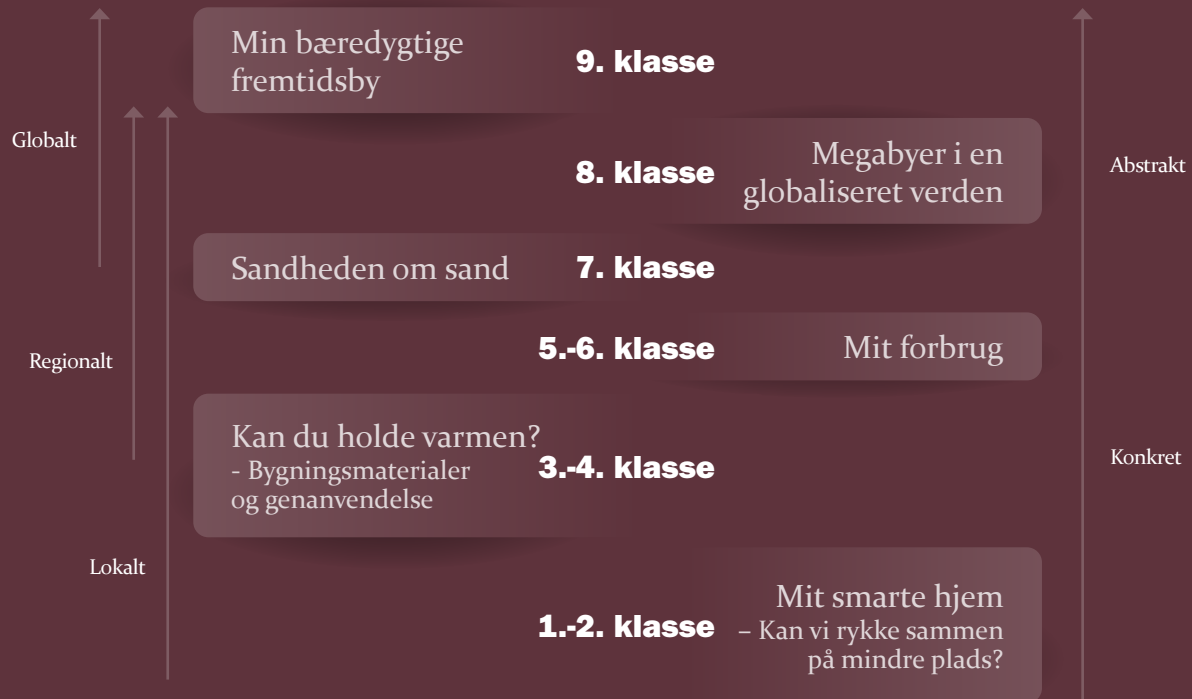 Min bæredygtige
fremtidsby
9. klasse
Globalt
8. klasse
Megabyer i en
globaliseret verden
Abstrakt
Sandheden om sand
7. klasse
5.-6. klasse
Mit forbrug
Regionalt
Kan du holde varmen?
- Bygningsmaterialer
og genanvendelse
3.-4. klasse
Konkret
Lokalt
1.-2. klasse
Mit smarte hjem
– Kan vi rykke sammen
på mindre plads?